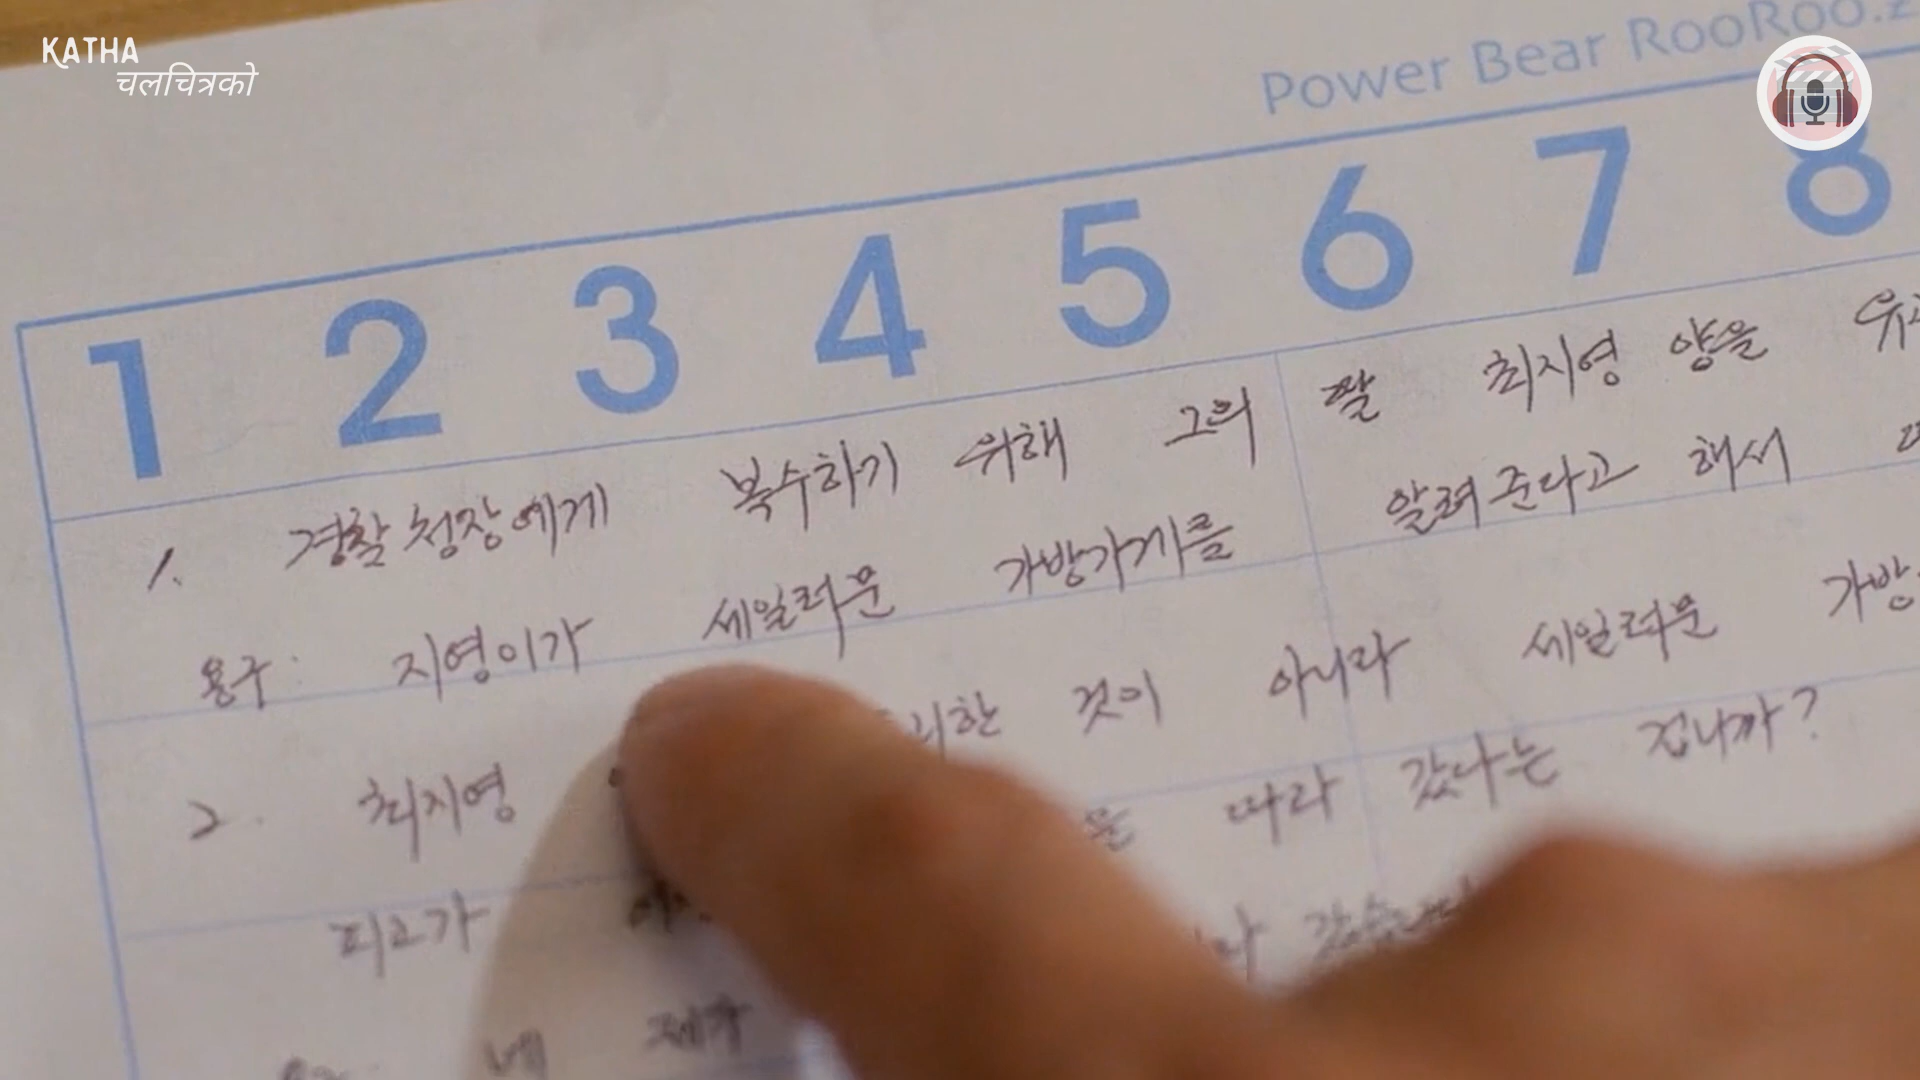 KATHA
चलचित्रको
Power Bear RooRoo.z
1 2 3 4 5 6 7 8
1. 경찰청장에게 복수하기 위해 그의 딸 최지영 양을
용구: 지영이가 세일러문 가방가게를 알려준다고 해서
2. 최지영 것이 아니라 세일러문 가방
피고가 따라 갔나는 겁니까?
네 제가